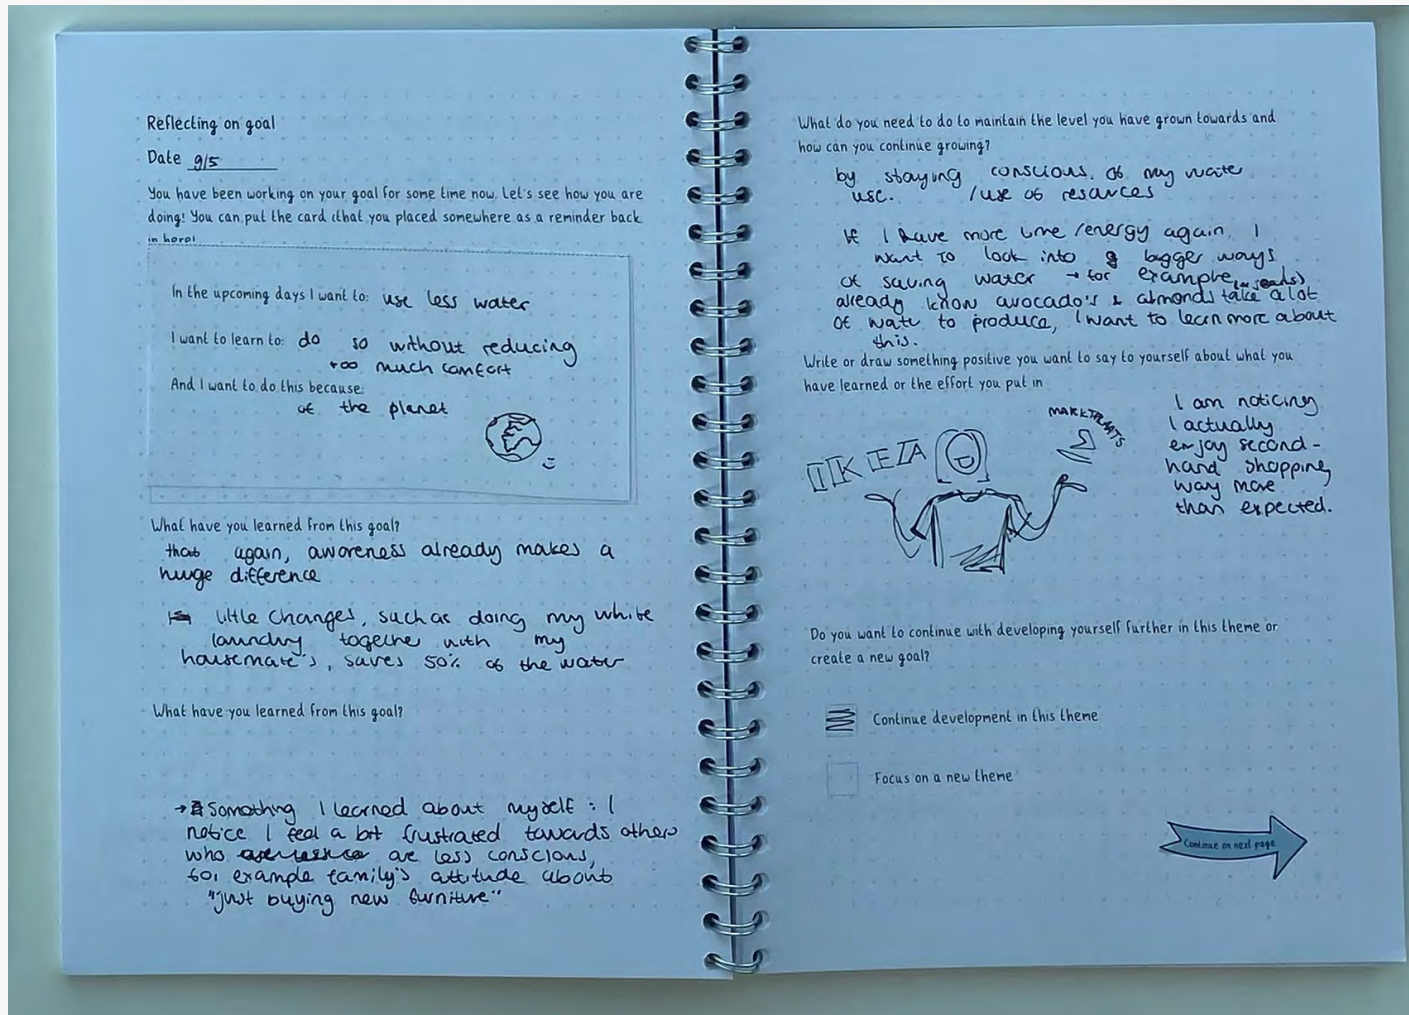 Reflecting on goal
Date 9/5
You have been working on your goal for some time now. Let's see how you are
doing! You can put the card (that you placed somewhere as a reminder back
in here!
In the upcoming days I want to: use less water
I want to learn to: do so without reducing
too much comfort
And I want to do this because:
of the planet
What have you learned from this goal?
that again, awareness already makes a
huge difference
little changes, such as doing my white
laundry together with my
housemate's, saves 50% of the water
What have you learned from this goal?
→ Something I learned about myself: I
notice I feel a bit frustrated towards others
who are less conscious,
for example family's attitude about
"just buying new furniture"
What do you need to do to maintain the level you have grown towards and
how can you continue growing?
by staying conscious of my water
use. /use of resources
If I have more time/energy again, I
want to look into bigger ways
of saving water → for example,
already know avocado's & almonds take a lot
of water to produce, I want to learn more about
this.
Write or draw something positive you want to say to yourself about what you
have learned or the effort you put in
IKEA
MARKTPLAATS
I am noticing
I actually
enjoy second-
hand shopping
way more
than expected.
Do you want to continue with developing yourself further in this theme or
create a new goal?
Continue development in this theme
Focus on a new theme
Continue on next page